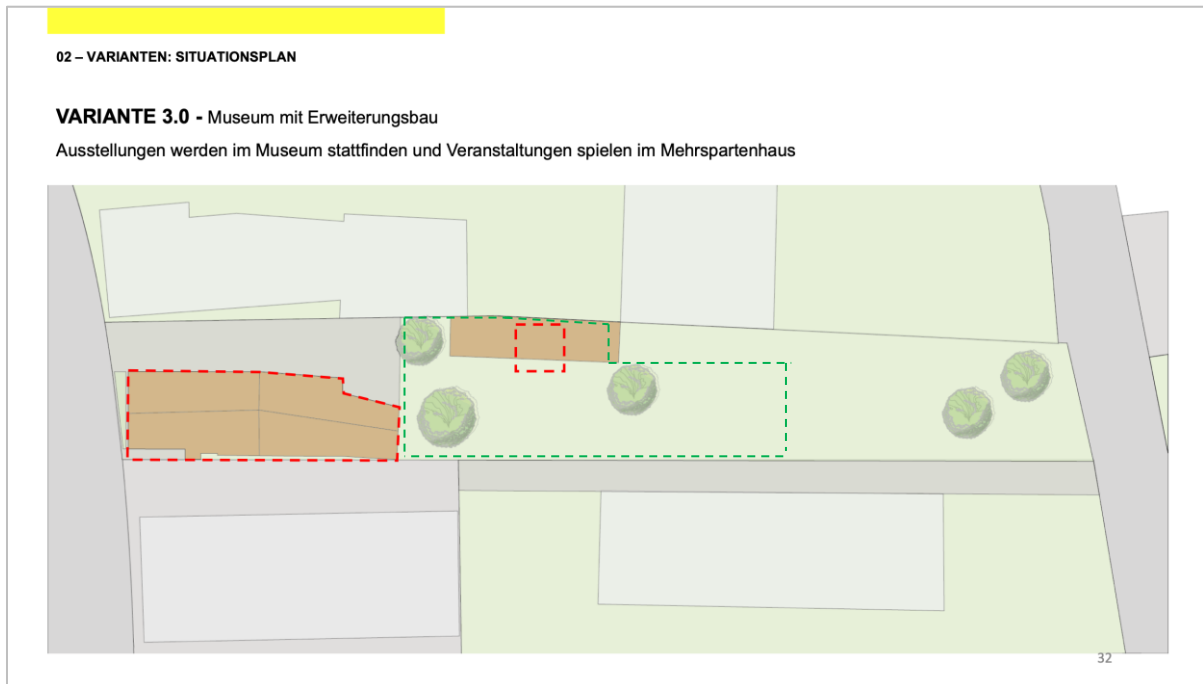 02 – VARIANTEN: SITUATIONSPLAN
VARIANTE 3.0 - Museum mit Erweiterungsbau
Ausstellungen werden im Museum stattfinden und Veranstaltungen spielen im Mehrspartenhaus
32